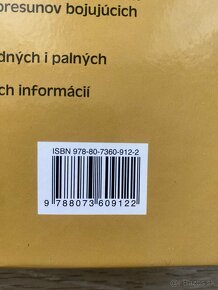 presunov bojujúcich
dných i palných
ch informácií
ISBN 978-80-7360-912-2
9 788073 609122